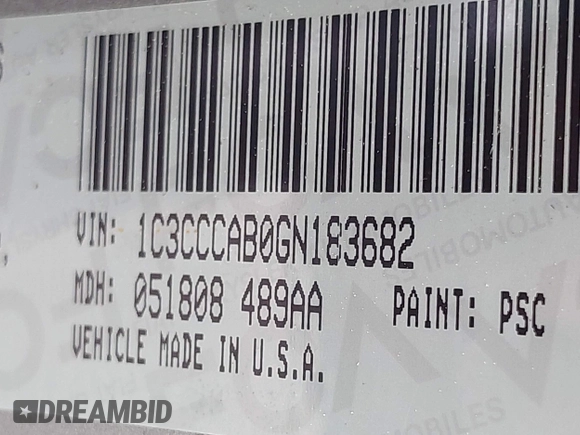 VIN: 1C3CCCAB0GN183682
MDH: 051808 489AA PAINT: PSC
VEHICLE MADE IN U.S.A.
DREAMBID